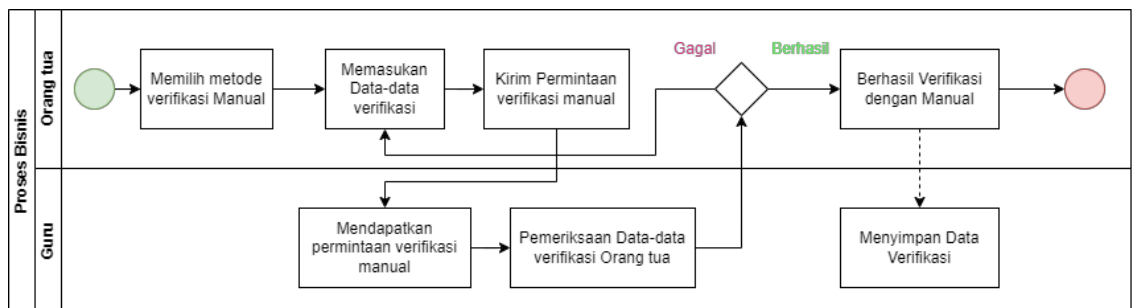 Proses Bisnis
Orang tua
Memilih metode
verifikasi Manual
Memasukan
Data-data
verifikasi
Kirim Permintaan
verifikasi manual
Gagal
Berhasil
Berhasil Verifikasi
dengan Manual
Guru
Mendapatkan
permintaan verifikasi
manual
Pemeriksaan Data-data
verifikasi Orang tua
Menyimpan Data
Verifikasi